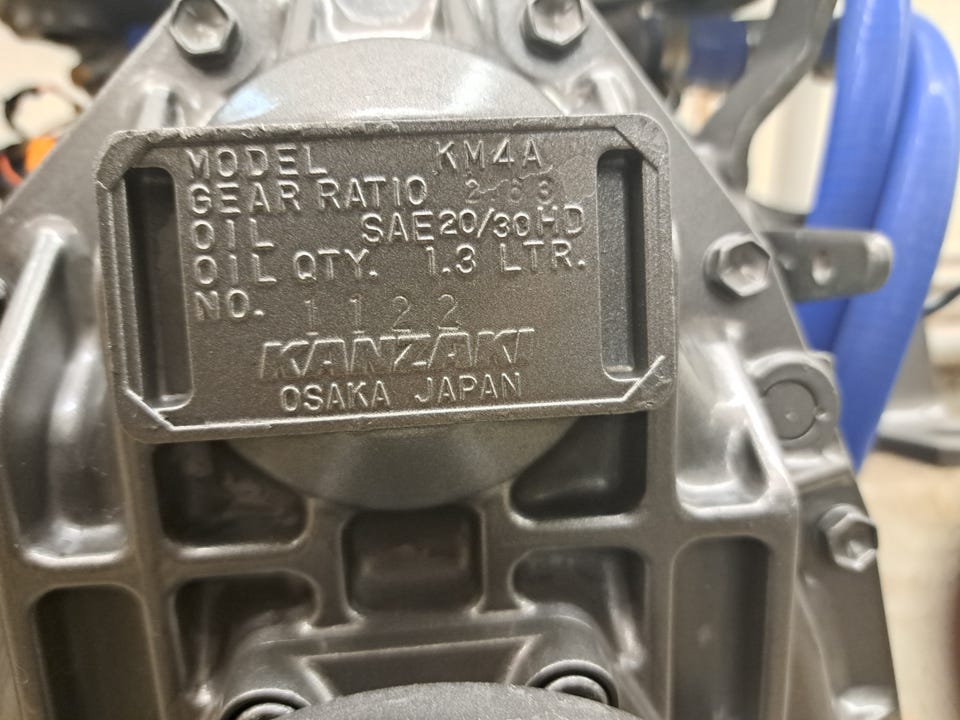 MODEL KM4A
GEAR RATIO 2-63
OIL SAE20/30HD
OIL QTY. 1.3 LTR.
NO. 1122
KANZAKI
OSAKA JAPAN